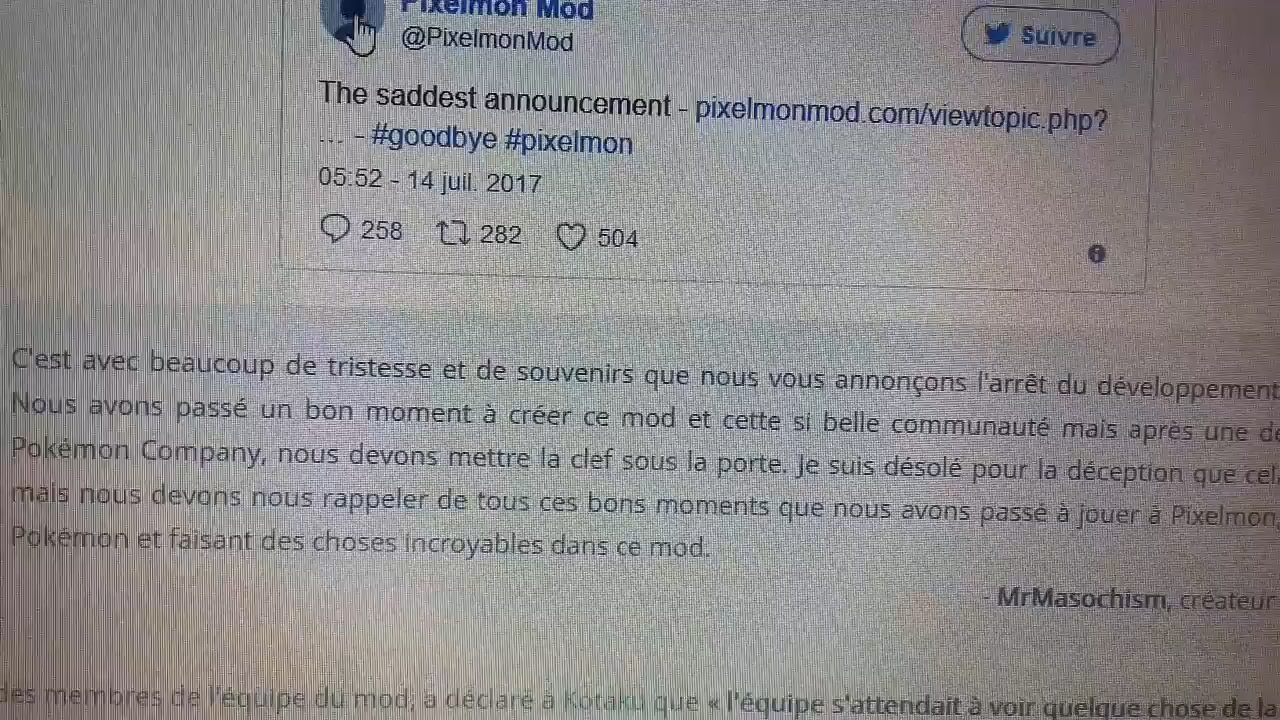 Pixelmon Mod
@PixelmonMod
Suivre
The saddest announcement - pixelmonmod.com/viewtopic.php?
... - #goodbye #pixelmon
05:52 - 14 juil. 2017
258 282 504
C'est avec beaucoup de tristesse et de souvenirs que nous vous annonçons l'arrêt du développement
Nous avons passé un bon moment à créer ce mod et cette si belle communauté mais après une
Pokémon Company, nous devons mettre la clef sous la porte. Je suis désolé pour la déception que
mais nous devons nous rappeler de tous ces bons moments que nous avons passé à jouer à Pixelmon
Pokémon et faisant des choses incroyables dans ce mod.
- MrMasochism, créateur
des membres de l'équipe du mod, a déclaré à Kotaku que « l'équipe s'attendait à voir quelque chose de la